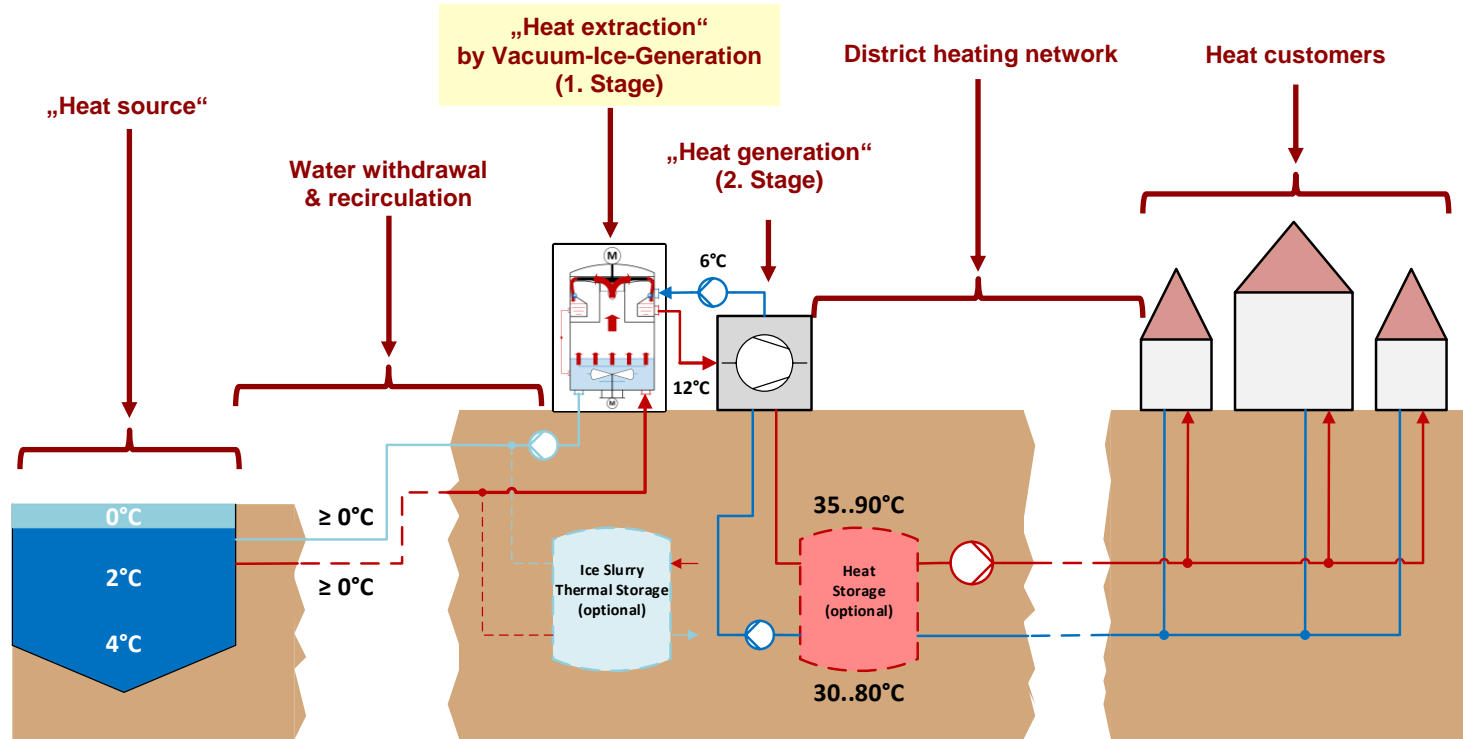 „Heat extraction“
by Vacuum-Ice-Generation
(1. Stage)
District heating network
Heat customers
„Heat source“
Water withdrawal
& recirculation
„Heat generation“
(2. Stage)
M
6°C
12°C
M
0°C
2°C
4°C
≥ 0°C
≥ 0°C
Ice Slurry
Thermal Storage
(optional)
35..90°C
Heat
Storage
(optional)
30..80°C